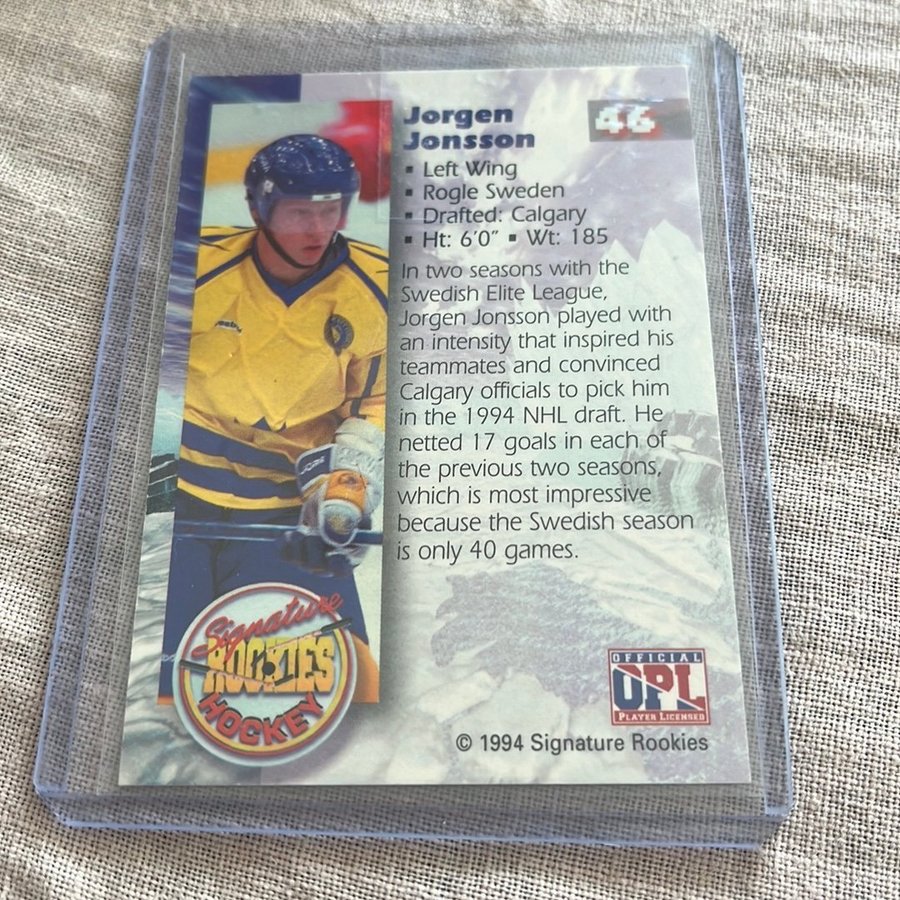 Jorgen
Jonsson
46
▪ Left Wing
▪ Rogle Sweden
▪ Drafted: Calgary
▪ Ht: 6'0" ▪ Wt: 185
In two seasons with the
Swedish Elite League,
Jorgen Jonsson played with
an intensity that inspired his
teammates and convinced
Calgary officials to pick him
in the 1994 NHL draft. He
netted 17 goals in each of
the previous two seasons,
which is most impressive
because the Swedish season
is only 40 games.
Signature
ROOKIES
HOCKEY
OFFICIAL
OPL
PLAYER LICENSED
© 1994 Signature Rookies